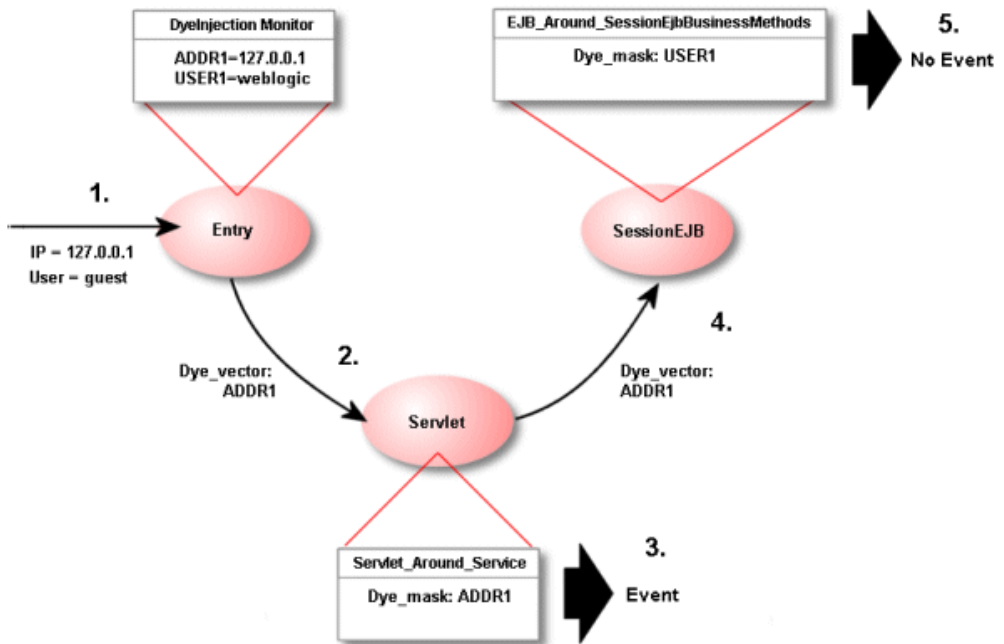 DyeInjection Monitor
ADDR1=127.0.0.1
USER1=weblogic
EJB_Around_SessionEjbBusinessMethods
Dye_mask: USER1
5.
No Event
1.
IP = 127.0.0.1
User = guest
Entry
SessionEJB
2.
Dye_vector:
ADDR1
4.
Dye_vector:
ADDR1
Servlet
Servlet_Around_Service
Dye_mask: ADDR1
3.
Event